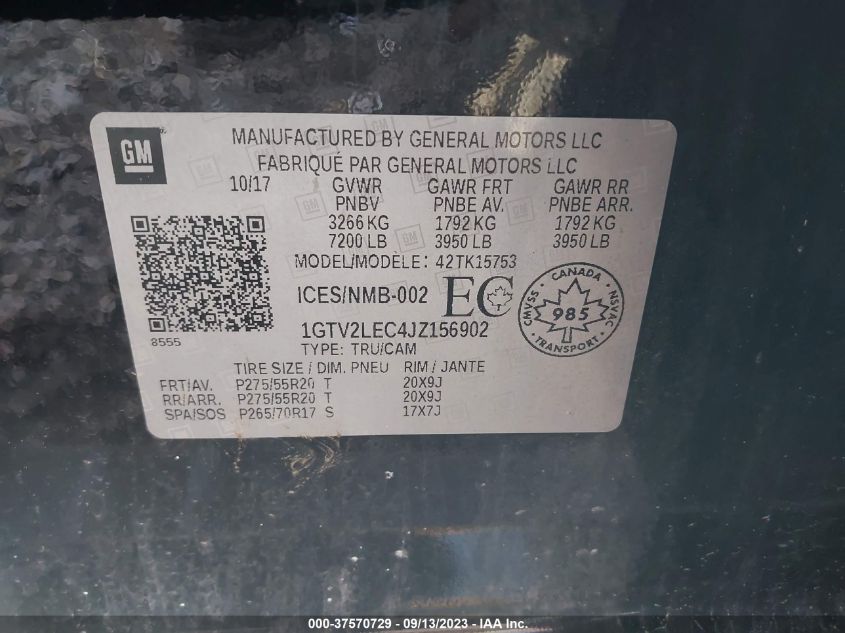 GM
MANUFACTURED BY GENERAL MOTORS LLC
FABRIQUÉ PAR GENERAL MOTORS LLC
10/17 GVWR GAWR FRT GAWR RR
PNBV PNBE AV. PNBE ARR.
3266 KG 1792 KG 1792 KG
7200 LB 3950 LB 3950 LB
MODEL/MODÈLE: 42TK15753
ICES/NMB-002 EC
CANADA
CMVSS 985 NSVAC
TRANSPORT
8555
1GTV2LEC4JZ156902
TYPE: TRU/CAM
TIRE SIZE / DIM. PNEU RIM / JANTE
FRT/AV. P275/55R20 T 20X9J
RR/ARR. P275/55R20 T 20X9J
SPA/SOS P265/70R17 S 17X7J
000-37570729 - 09/13/2023 - IAA Inc.